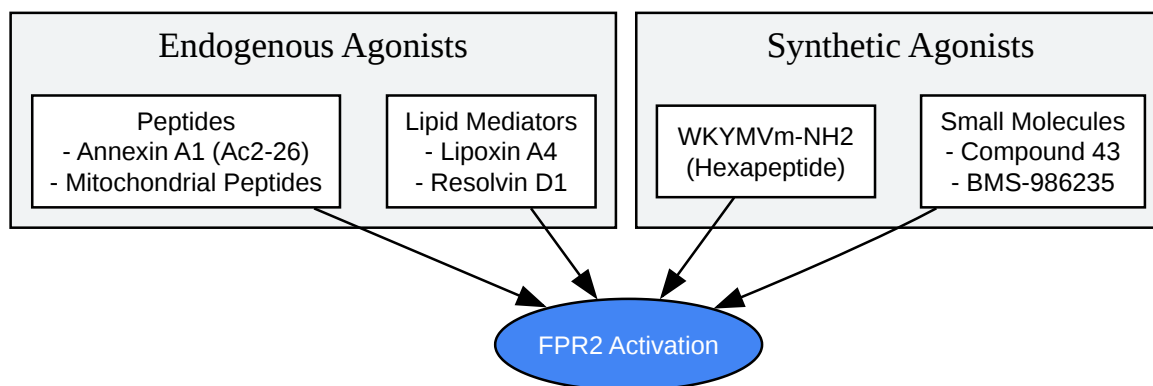 Endogenous Agonists
Peptides
- Annexin A1 (Ac2-26)
- Mitochondrial Peptides
Lipid Mediators
- Lipoxin A4
- Resolvin D1
Synthetic Agonists
WKYMVm-NH2
(Hexapeptide)
Small Molecules
- Compound 43
- BMS-986235
FPR2 Activation